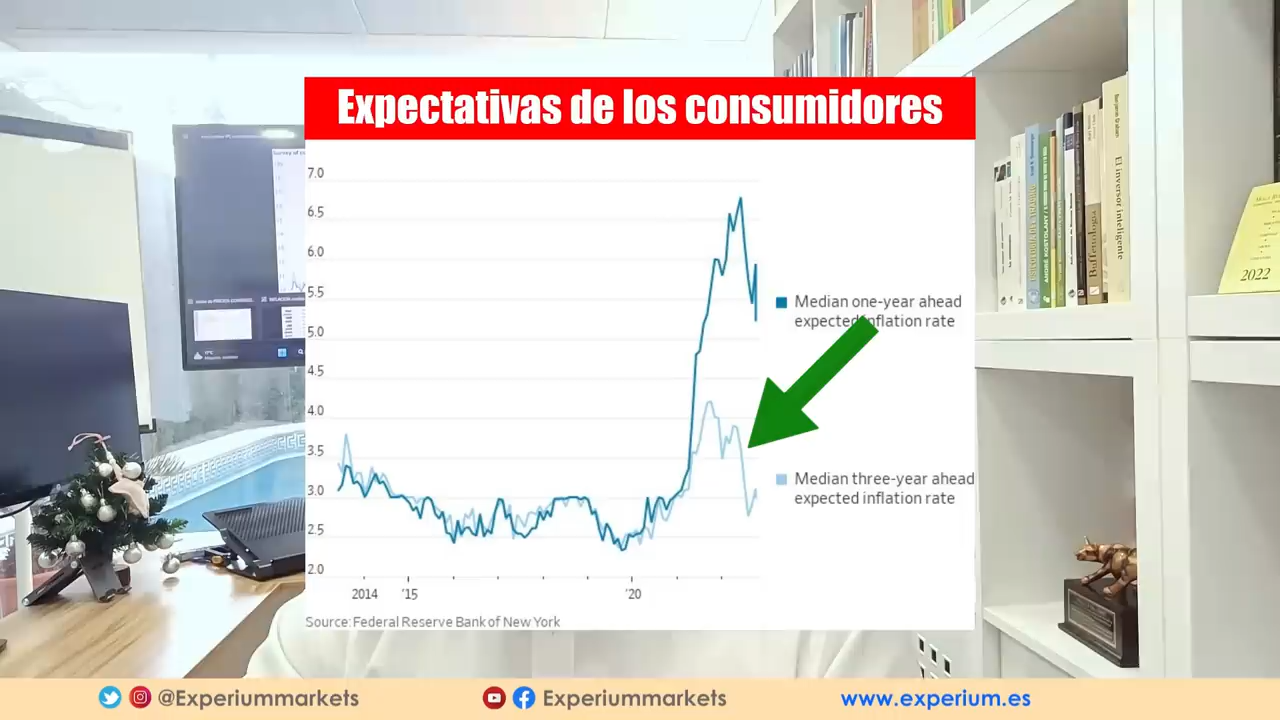 Expectativas de los consumidores
7.0
6.5
6.0
5.5
5.0
4.5
4.0
3.5
3.0
2.5
2.0
2014
'15
'20
Median one-year ahead
expected inflation rate
Median three-year ahead
expected inflation rate
Source: Federal Reserve Bank of New York
El inversor inteligente
Buffettología
ANDRÉ KOSTOLANY
2022
@Experiummarkets
Experiummarkets
www.experium.es